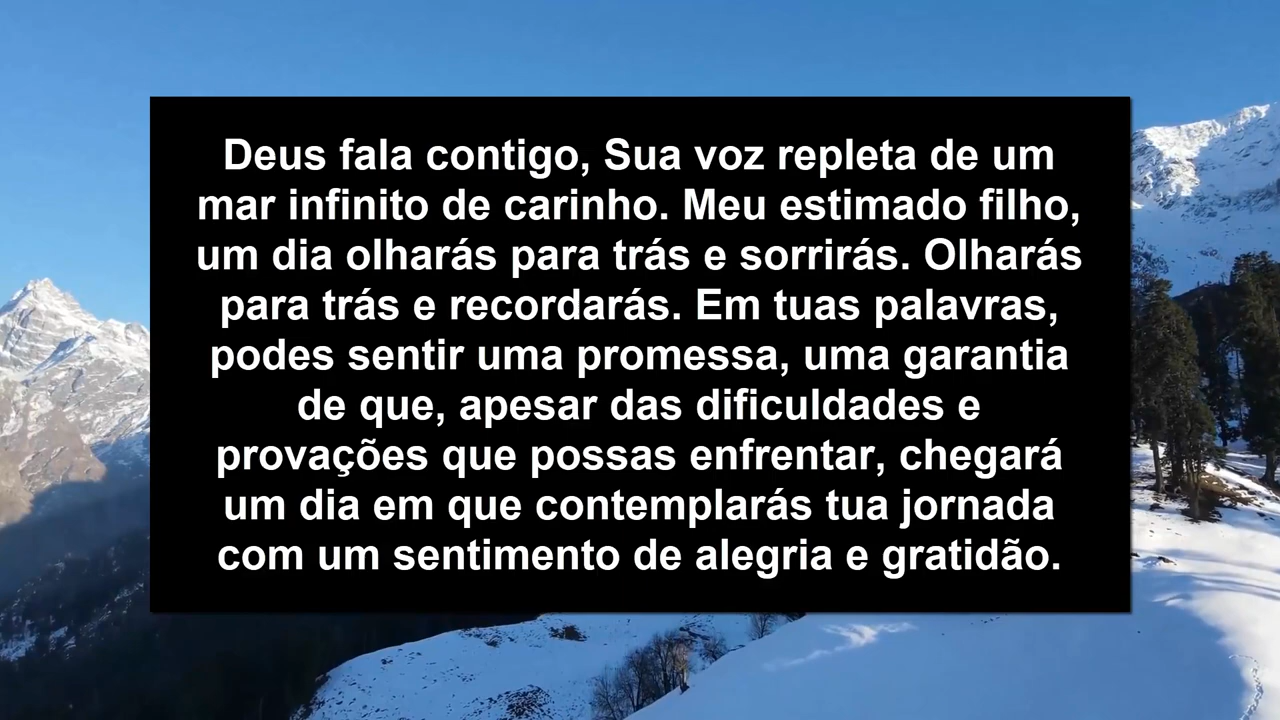 Deus fala contigo, Sua voz repleta de um
mar infinito de carinho. Meu estimado filho,
um dia olharás para trás e sorrirás. Olharás
para trás e recordarás. Em tuas palavras,
podes sentir uma promessa, uma garantia
de que, apesar das dificuldades e
provações que possas enfrentar, chegará
um dia em que contemplarás tua jornada
com um sentimento de alegria e gratidão.